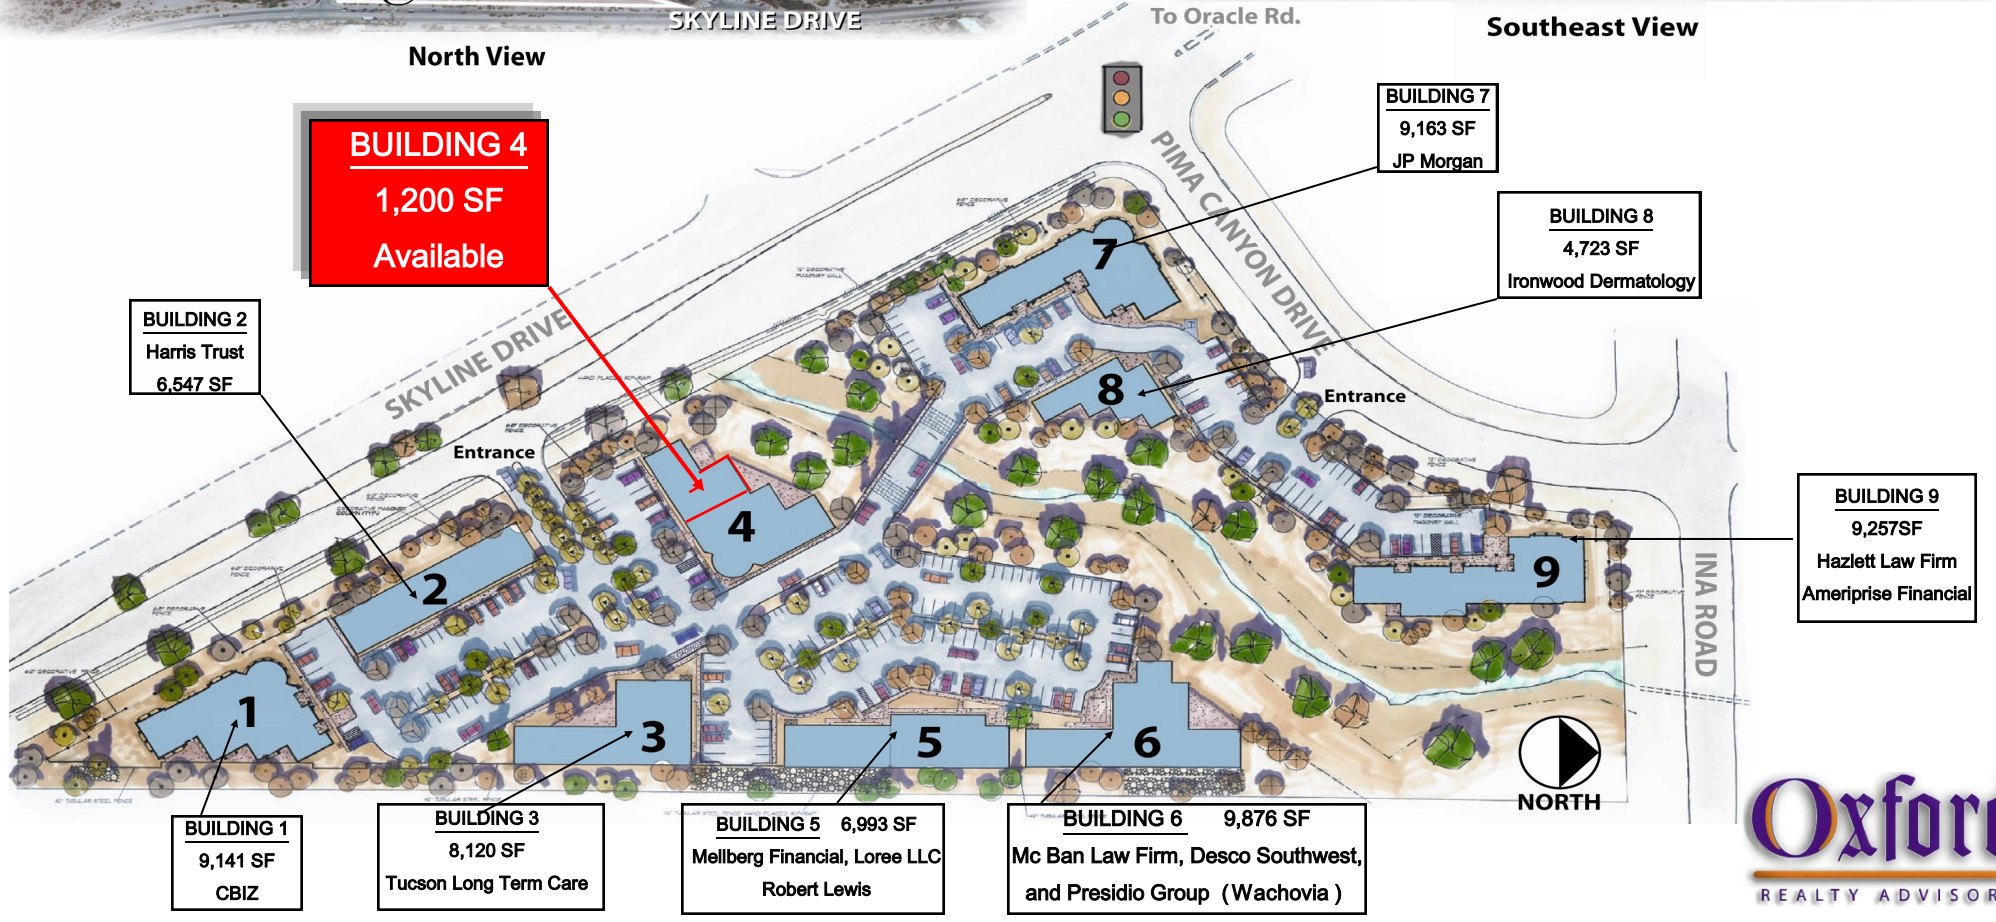 SKYLINE DRIVE
To Oracle Rd.
Southeast View
North View
BUILDING 4
1,200 SF
Available
BUILDING 7
9,163 SF
JP Morgan
BUILDING 8
4,723 SF
Ironwood Dermatology
BUILDING 2
Harris Trust
6,547 SF
SKYLINE DRIVE
PIMA CANYON DRIVE
Entrance
Entrance
7
8
4
2
9
1
3
5
6
BUILDING 9
9,257SF
Hazlett Law Firm
Ameriprise Financial
INA ROAD
NORTH
BUILDING 1
9,141 SF
CBIZ
BUILDING 3
8,120 SF
Tucson Long Term Care
BUILDING 5 6,993 SF
Mellberg Financial, Loree LLC
Robert Lewis
BUILDING 6 9,876 SF
Mc Ban Law Firm, Desco Southwest,
and Presidio Group (Wachovia )
Oxford
REALTY ADVISOR